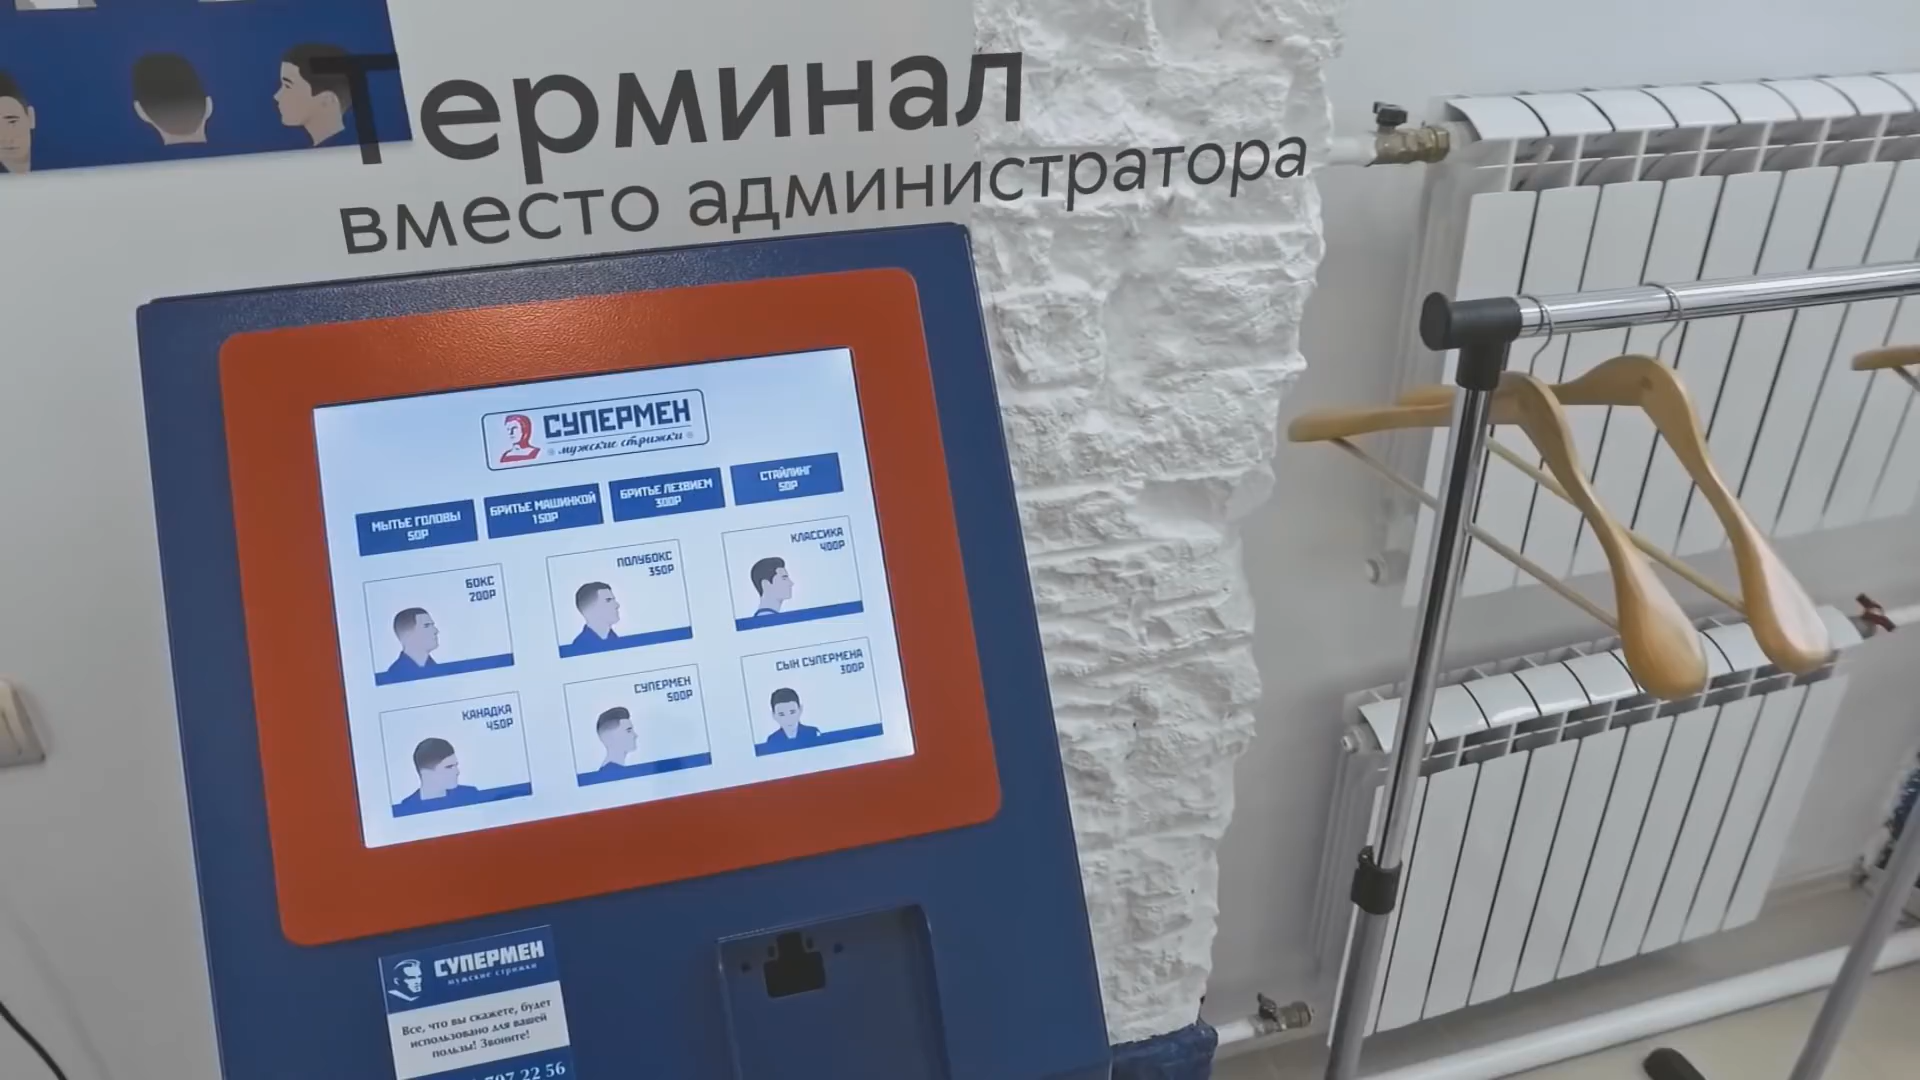 Терминал
вместо администратора
СУПЕРМЕН
мужские стрижки
МЫТЬЕ ГОЛОВЫ
50Р
БРИТЬЕ МАШИНКОЙ
150Р
БРИТЬЕ ЛЕЗВИЕМ
300Р
СТАЙЛИНГ
50Р
БОКС
200Р
ПОЛУБОКС
350Р
КЛАССИКА
400Р
КАНАДКА
450Р
СУПЕРМЕН
500Р
СЫН СУПЕРМЕНА
300Р
СУПЕРМЕН
мужские стрижки
Все, что вы скажете, будет
использовано для вашей
пользы! Звоните!
707 22 56